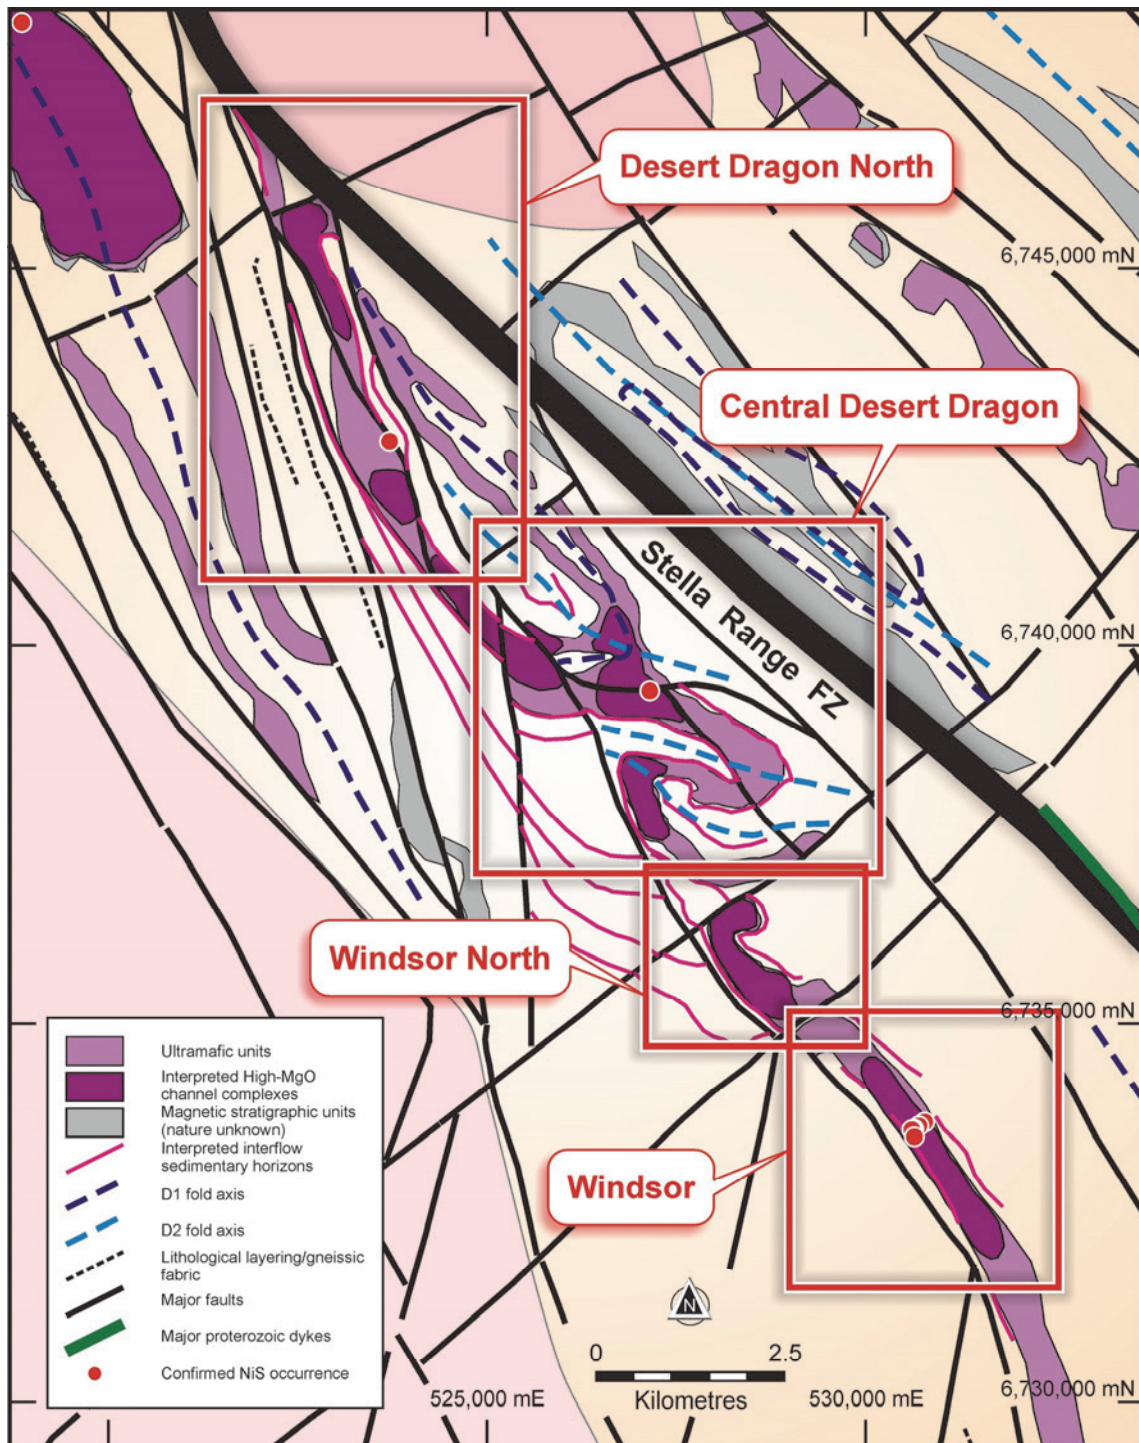 Desert Dragon North
6,745,000 mN
Central Desert Dragon
Stella Range FZ
6,740,000 mN
Windsor North
6,735,000 mN
Windsor
Ultramafic units
Interpreted High-MgO
channel complexes
Magnetic stratigraphic units
(nature unknown)
Interpreted interflow
sedimentary horizons
D1 fold axis
D2 fold axis
Lithological layering/gneissic
fabric
Major faults
Major proterozoic dykes
Confirmed NiS occurrence
N
0 2.5
Kilometres
525,000 mE
530,000 mE
6,730,000 mN